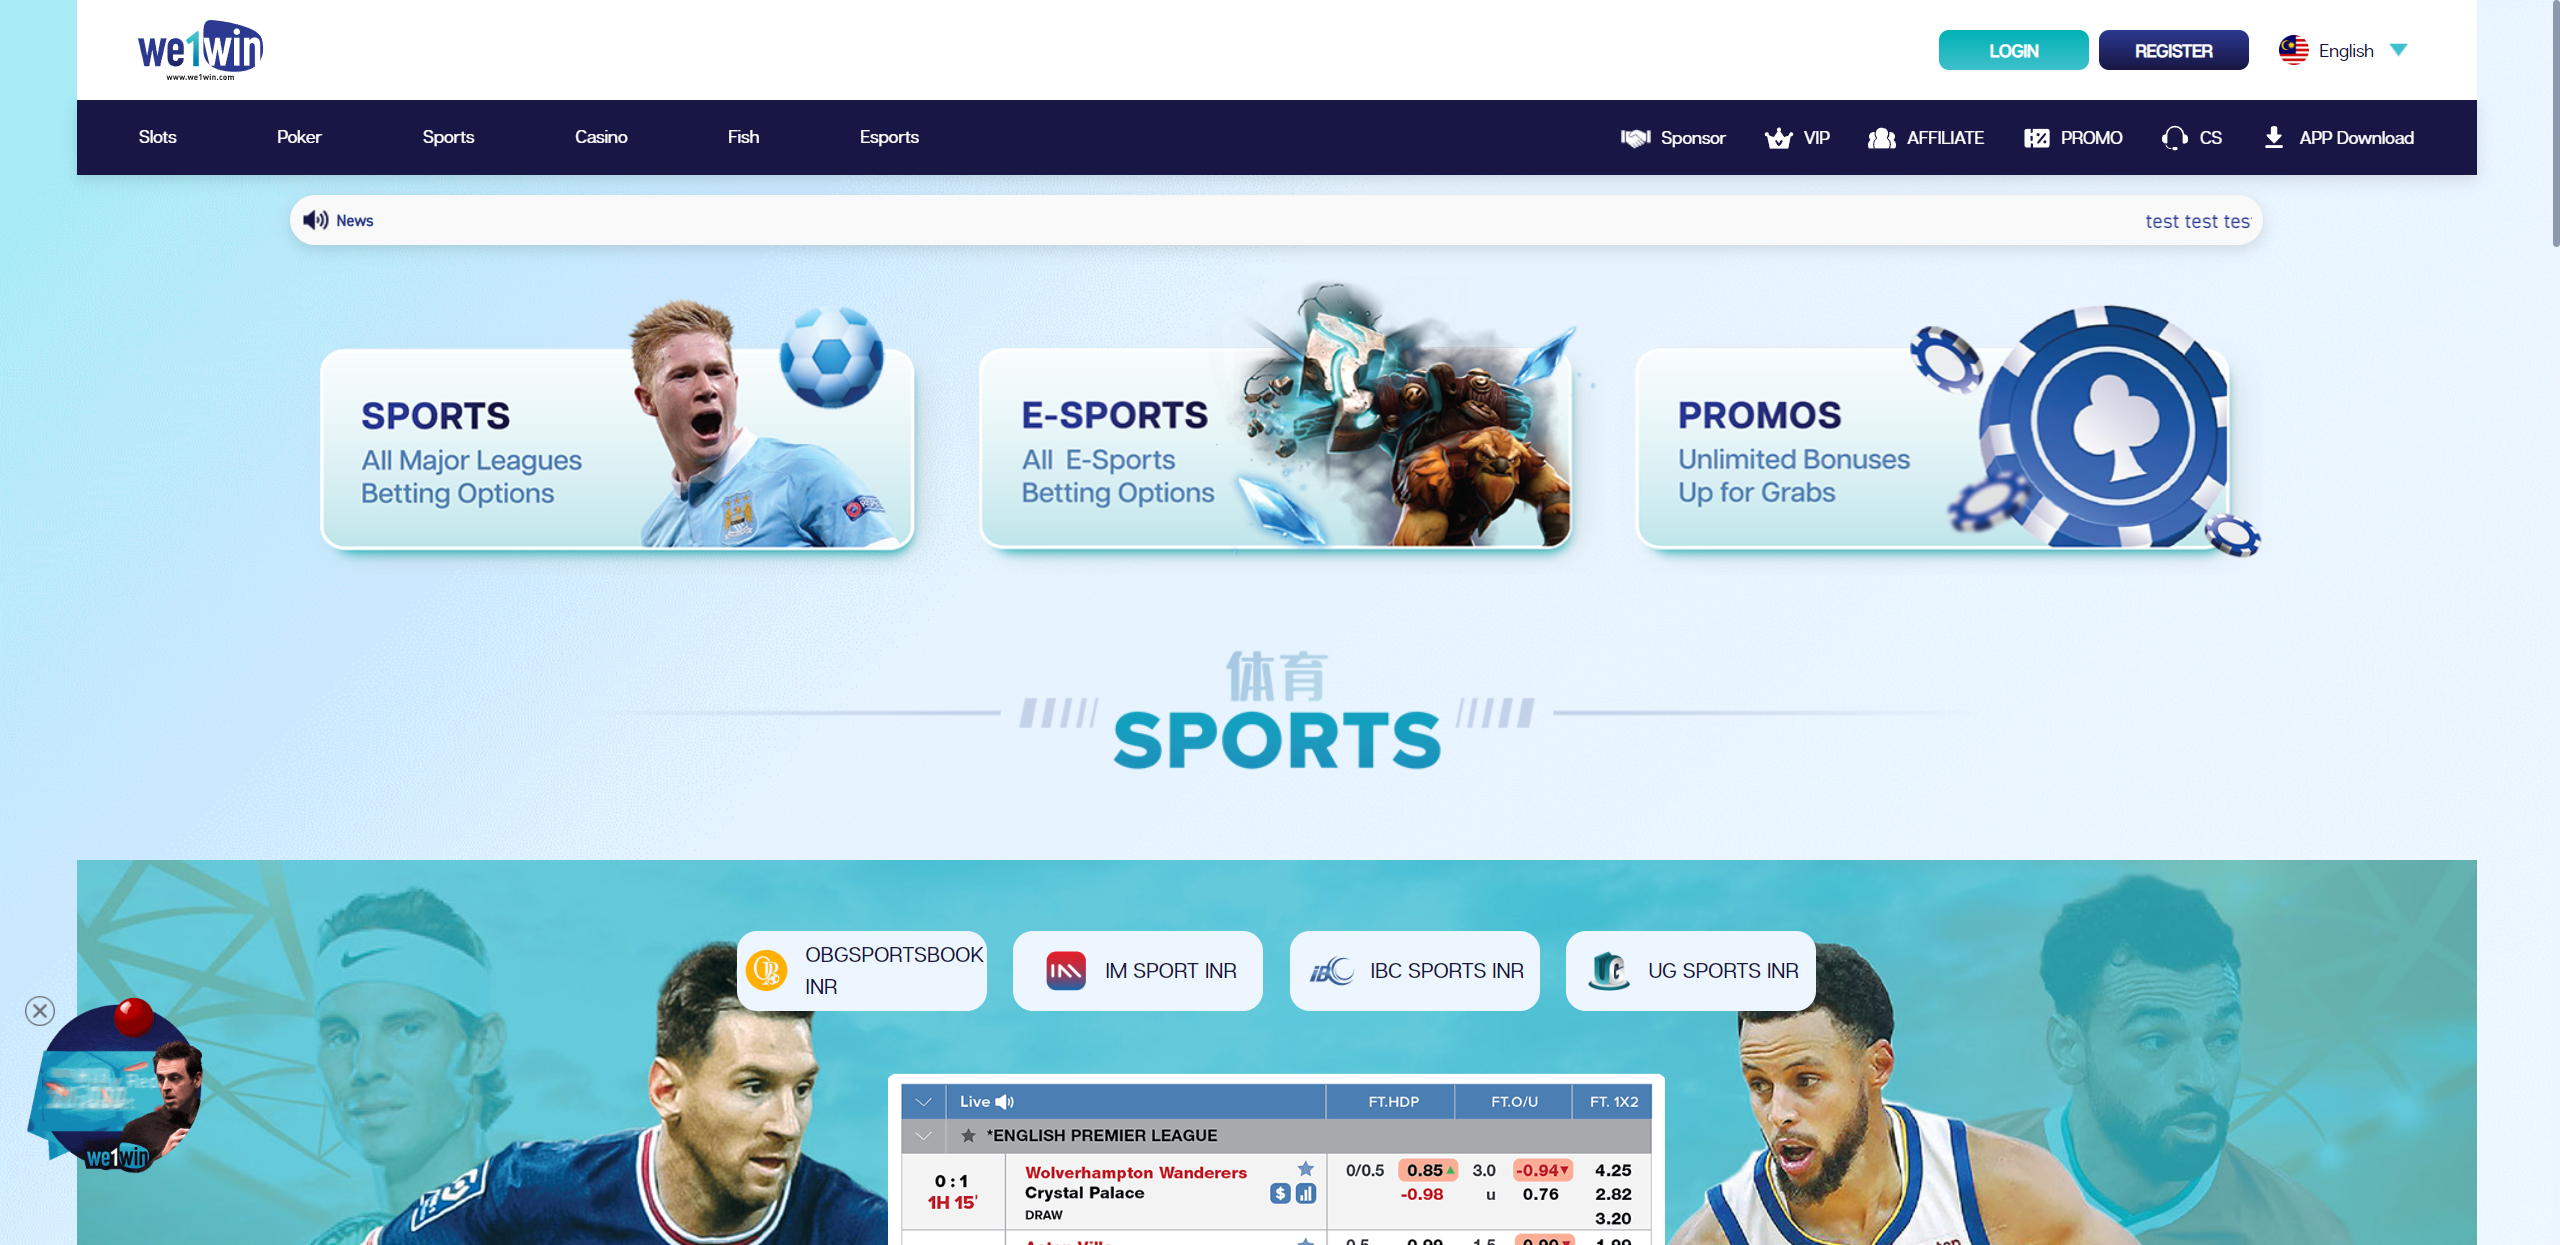 we1win
www.we1win.com
LOGIN
REGISTER
English
Slots
Poker
Sports
Casino
Fish
Esports
Sponsor
VIP
AFFILIATE
PROMO
CS
APP Download
News
test test tes
SPORTS
All Major Leagues
Betting Options
E-SPORTS
All E-Sports
Betting Options
PROMOS
Unlimited Bonuses
Up for Grabs
体育
SPORTS
OBGSPORTSBOOK
INR
IM SPORT INR
IBC SPORTS INR
UG SPORTS INR
we1win
Live FT.HDP FT.O/U FT. 1X2
*ENGLISH PREMIER LEAGUE
0 : 1
1H 15'
Wolverhampton Wanderers
Crystal Palace
DRAW
0/0.5 0.85 3.0 -0.94 4.25
-0.98 u 0.76 2.82
3.20